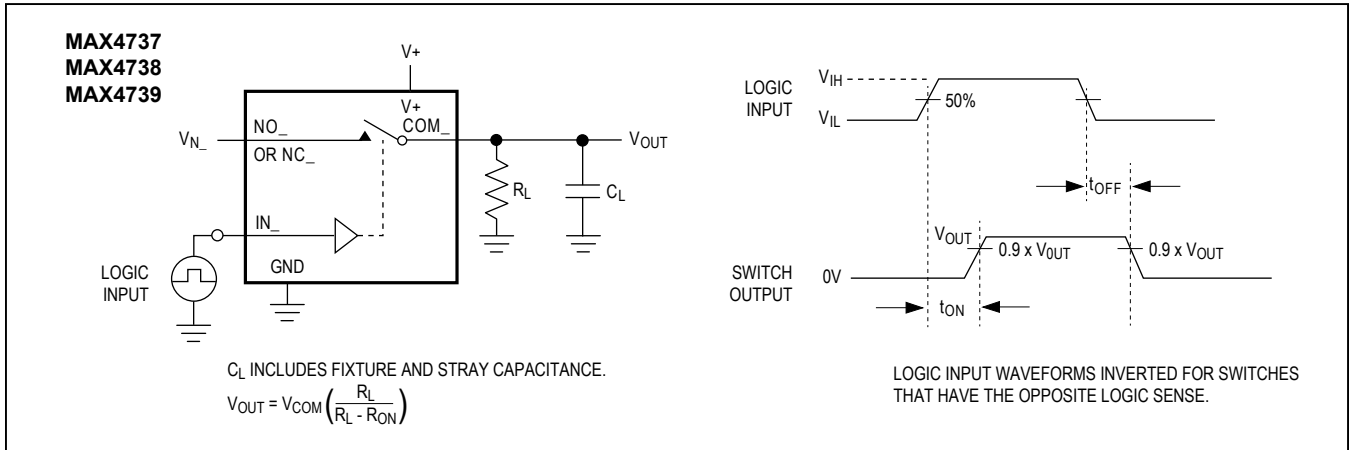 MAX4737
MAX4738
MAX4739
V+
V+
V_N_
NO_
COM_
V_OUT
OR NC_
R_L
C_L
IN_
LOGIC
INPUT
GND
C_L INCLUDES FIXTURE AND STRAY CAPACITANCE.
V_OUT = V_COM (R_L / R_L - R_ON)
LOGIC
INPUT
V_IH
50%
V_IL
t_OFF
V_OUT
0.9 x V_0UT
0.9 x V_OUT
SWITCH
OUTPUT
0V
t_ON
LOGIC INPUT WAVEFORMS INVERTED FOR SWITCHES
THAT HAVE THE OPPOSITE LOGIC SENSE.